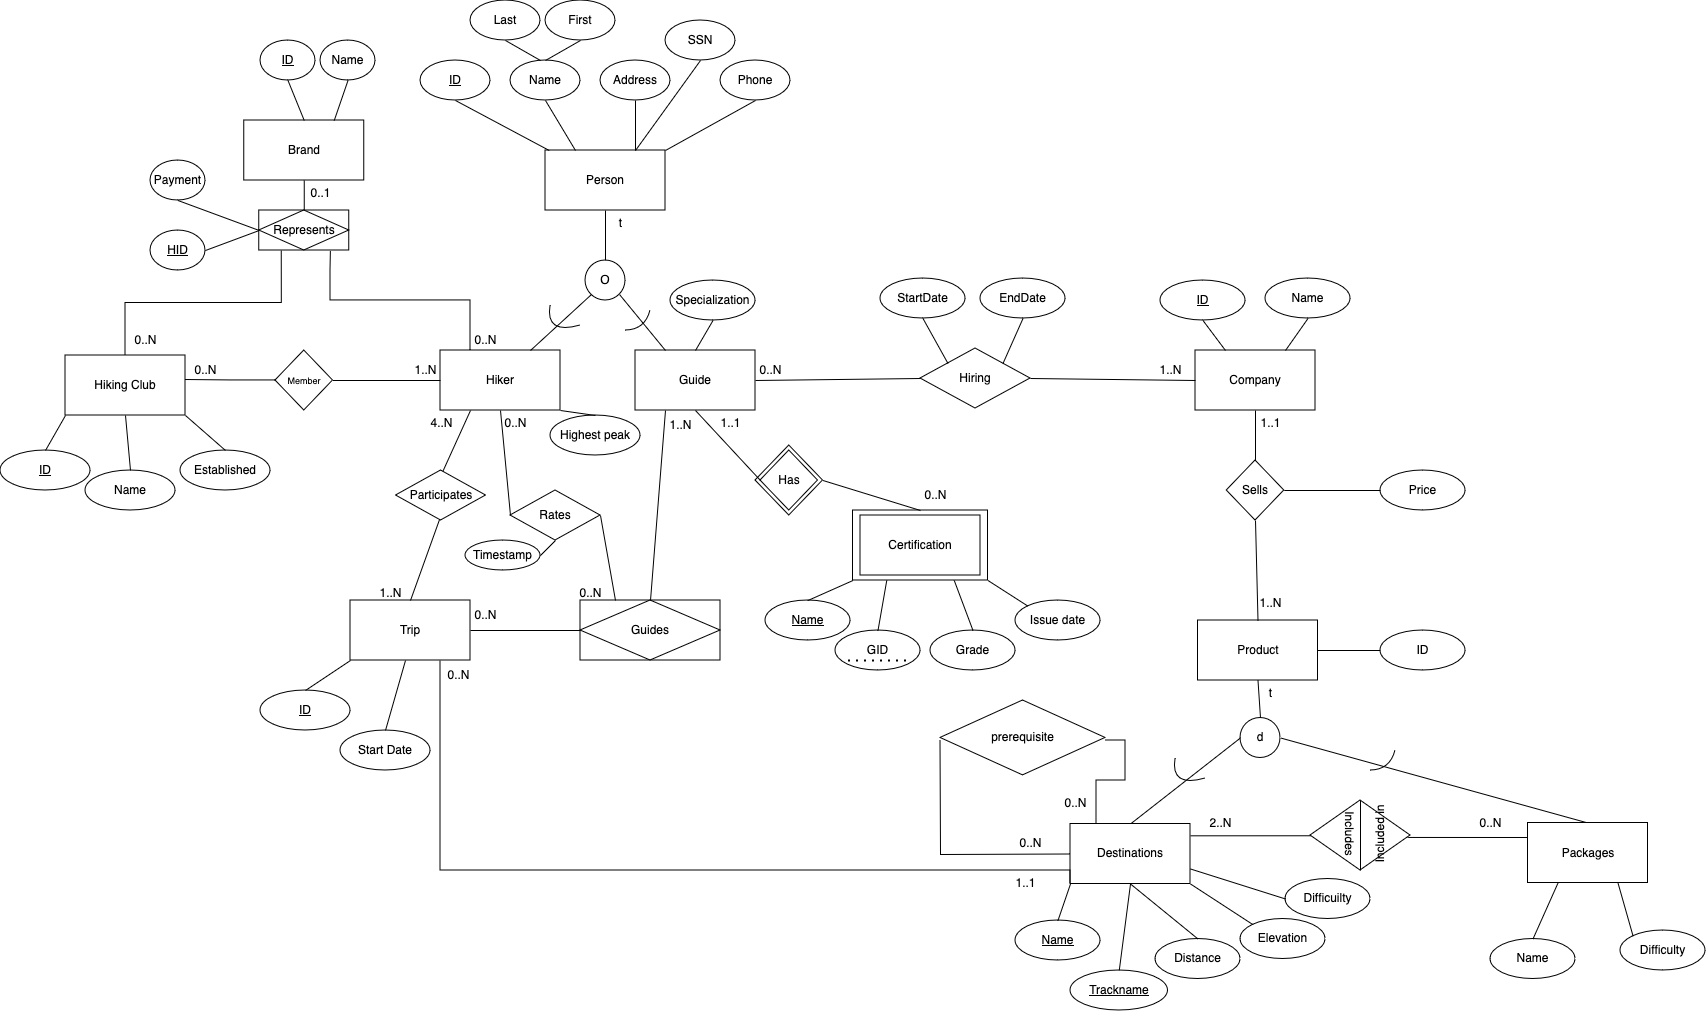 Last
First
SSN
ID
Name
ID
Name
Address
Phone
Brand
Payment
Person
0..1
t
Represents
HID
O
Specialization
StartDate
EndDate
ID
Name
0..N
0..N
0..N
1..N
0..N
1..N
Hiking Club
Member
Hiker
Guide
Hiring
Company
4..N
0..N
Highest peak
1..N
1..1
1..1
ID
Name
Established
Participates
Rates
Has
0..N
Sells
Price
Timestamp
Certification
1..N
0..N
1..N
0..N
Trip
Guides
Name
Issue date
GID
Grade
Product
ID
0..N
t
ID
Start Date
prerequisite
d
0..N
2..N
Includes
Included in
0..N
0..N
Destinations
Packages
1..1
Difficuilty
Name
Elevation
Distance
Trackname
Name
Difficulty